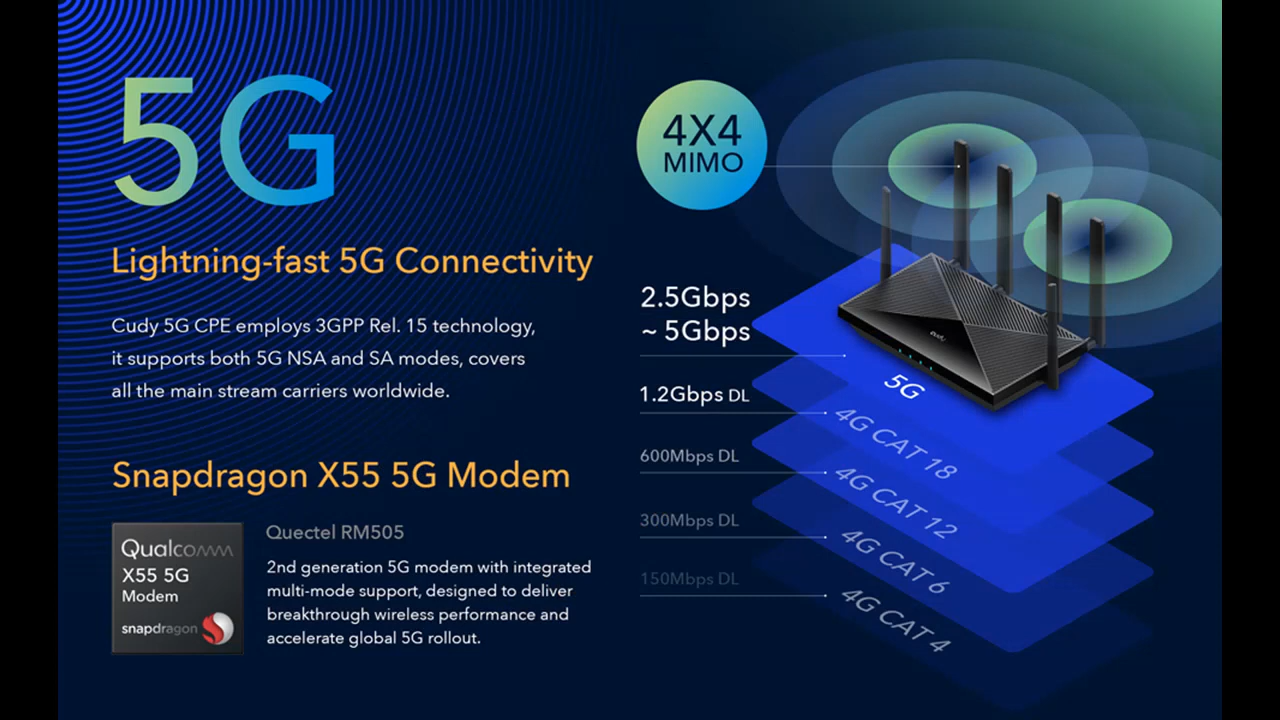 5G
Lightning-fast 5G Connectivity
Cudy 5G CPE employs 3GPP Rel. 15 technology,
it supports both 5G NSA and SA modes, covers
all the main stream carriers worldwide.
Snapdragon X55 5G Modem
Qualcomm
X55 5G
Modem
snapdragon
Quectel RM505
2nd generation 5G modem with integrated
multi-mode support, designed to deliver
breakthrough wireless performance and
accelerate global 5G rollout.
4X4
MIMO
2.5Gbps
~ 5Gbps
1.2Gbps DL
600Mbps DL
300Mbps DL
150Mbps DL
cudy
5G
4G CAT 18
4G CAT 12
4G CAT 6
4G CAT 4